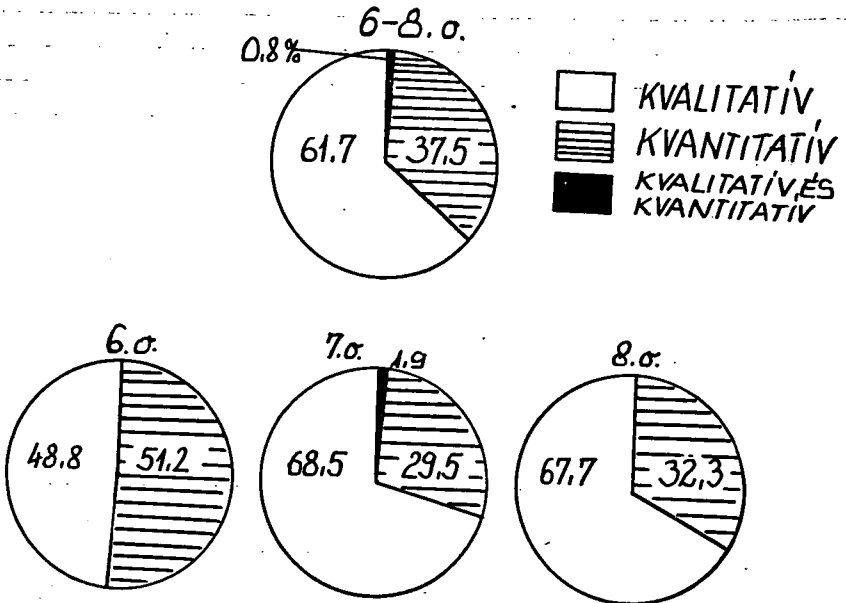 6-8.o.
0.8%
61.7
37.5
KVALITATÍV
KVANTITATÍV
KVALITATÍV ÉS
KVANTITATÍV
6.o.
48.8
51.2
7.o.
1.9
68.5
29.5
8.o.
67.7
32.3